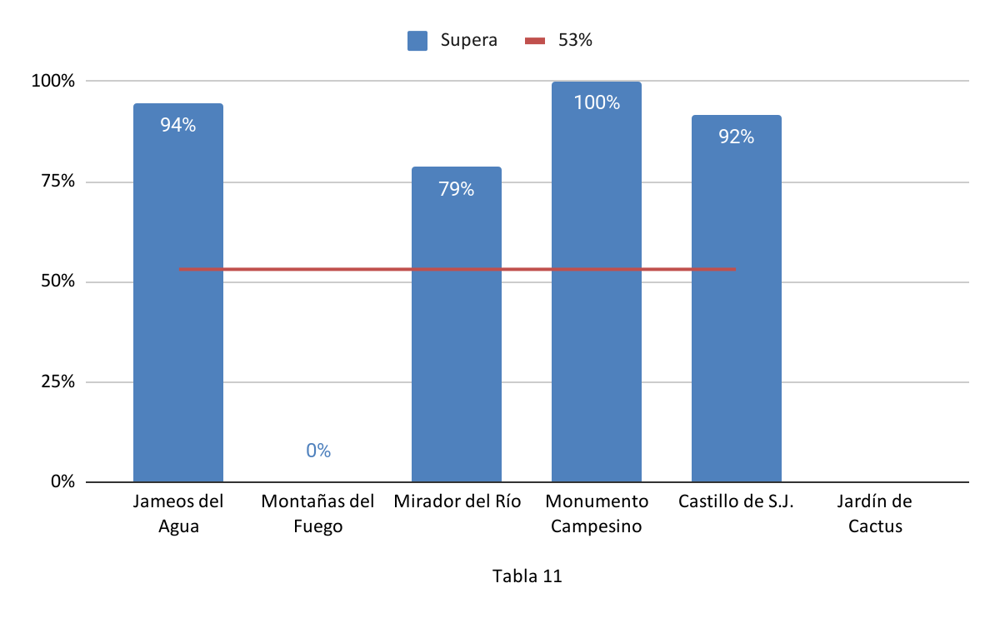 Supera 53%
100%
75%
50%
25%
0%
94%
0%
79%
100%
92%
Jameos del Agua
Montañas del Fuego
Mirador del Río
Monumento Campesino
Castillo de S.J.
Jardín de Cactus
Tabla 11